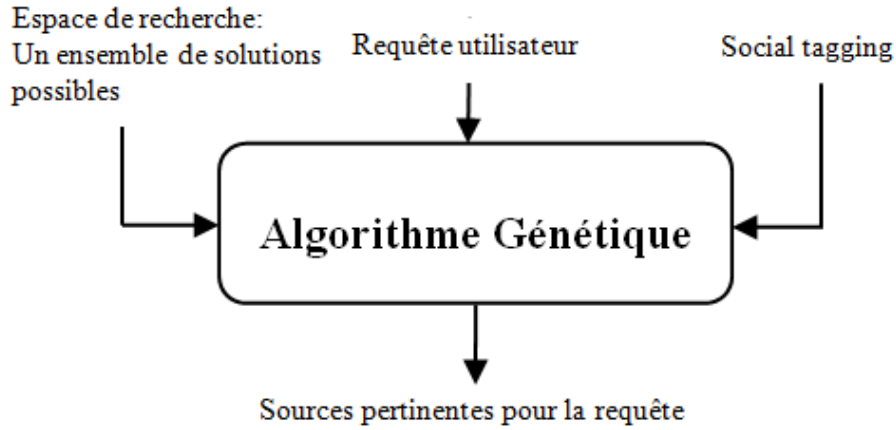 Espace de recherche:
Un ensemble de solutions
possibles
Requête utilisateur
Social tagging
Algorithme Génétique
Sources pertinentes pour la requête